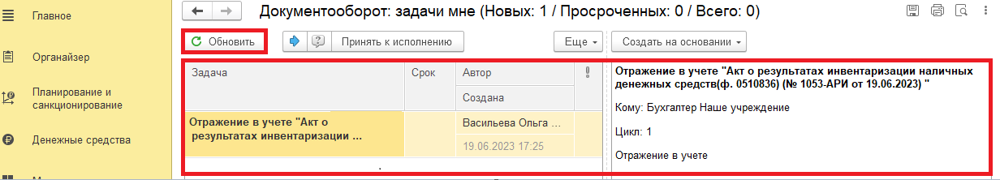 Главное
Органайзер
Планирование и
санкционирование
Денежные средства
Документооборот: задачи мне (Новых: 1 / Просроченных: 0 / Всего: 0)
Обновить
Принять к исполнению
Еще
Создать на основании
Задача
Срок
Автор
Создана
Отражение в учете "Акт о
результатах инвентаризации ...
Васильева Ольга ...
19.06.2023 17:25
Отражение в учете "Акт о результатах инвентаризации наличных
денежных средств(ф. 0510836) (№ 1053-АРИ от 19.06.2023) "
Кому: Бухгалтер Наше учреждение
Цикл: 1
Отражение в учете